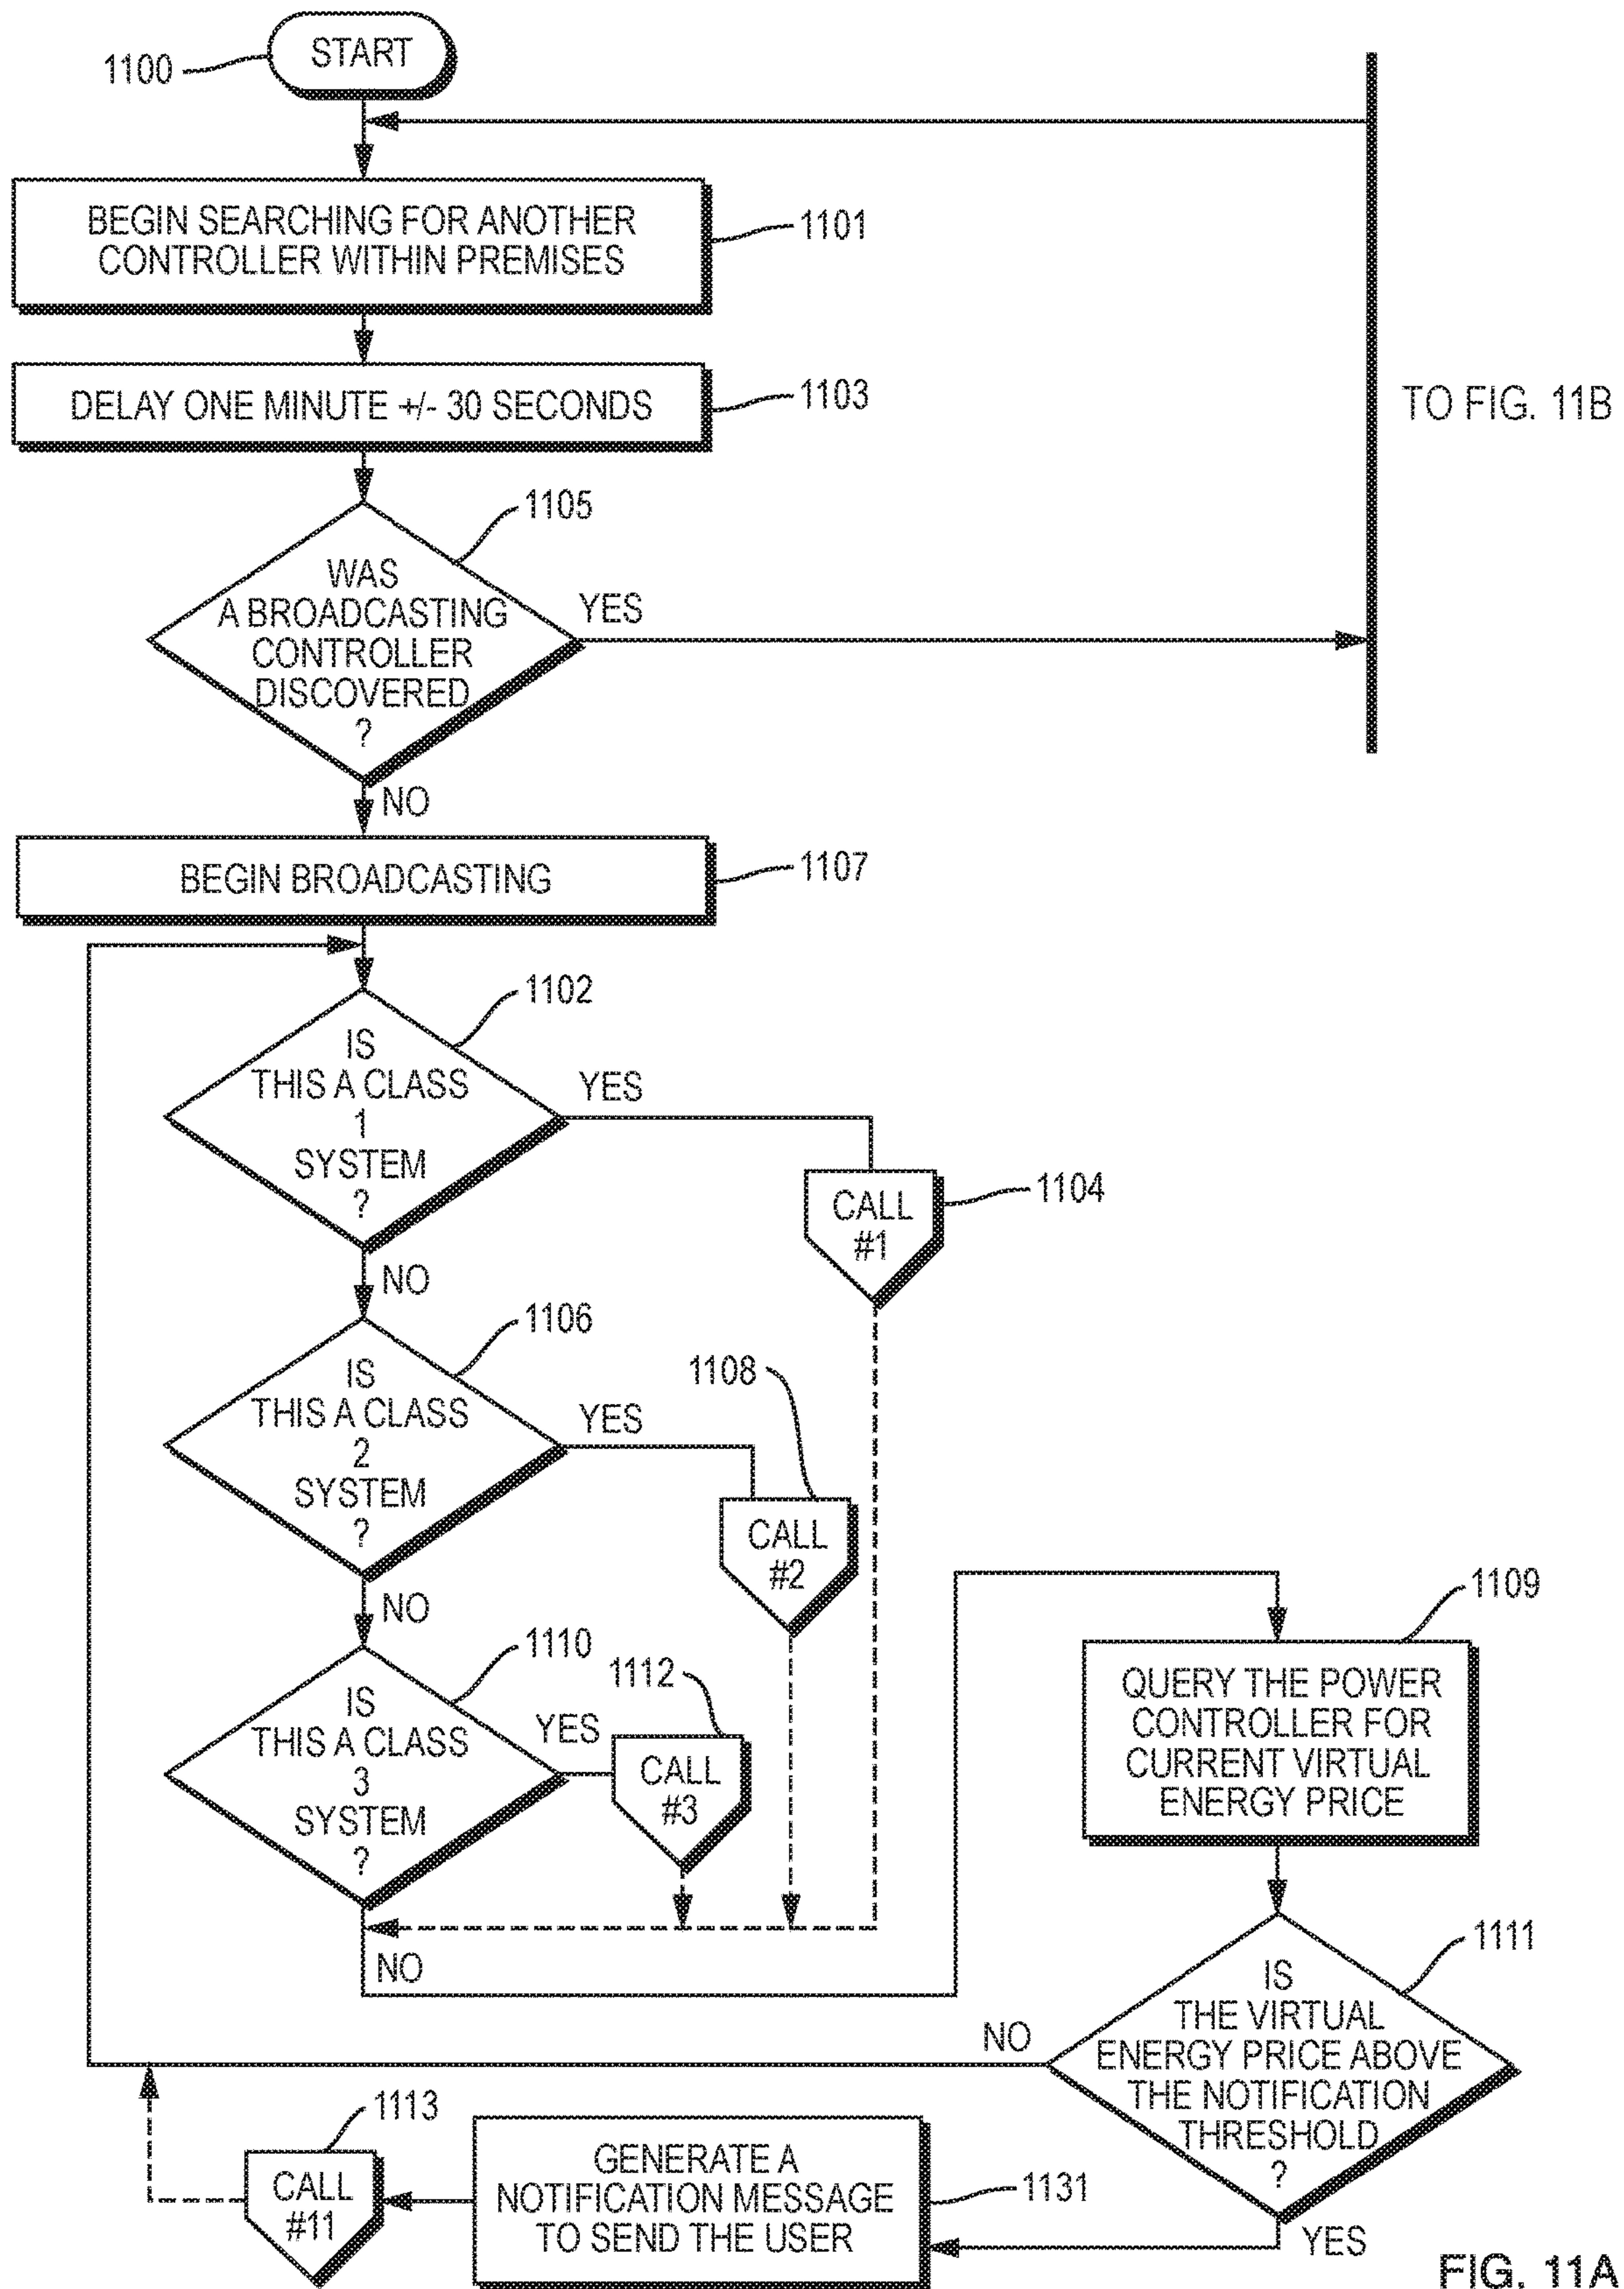 START
1100
BEGIN SEARCHING FOR ANOTHER
CONTROLLER WITHIN PREMISES
1101
DELAY ONE MINUTE +/- 30 SECONDS
1103
TO FIG. 11B
1105
WAS
A BROADCASTING
CONTROLLER
DISCOVERED
?
YES
NO
BEGIN BROADCASTING
1107
1102
IS
THIS A CLASS
1
SYSTEM
?
YES
CALL
#1
1104
NO
1106
IS
THIS A CLASS
2
SYSTEM
?
YES
1108
CALL
#2
NO
1110
IS
THIS A CLASS
3
SYSTEM
?
YES
1112
CALL
#3
NO
1109
QUERY THE POWER
CONTROLLER FOR
CURRENT VIRTUAL
ENERGY PRICE
1111
IS
THE VIRTUAL
ENERGY PRICE ABOVE
THE NOTIFICATION
THRESHOLD
?
NO
YES
1113
CALL
#11
GENERATE A
NOTIFICATION MESSAGE
TO SEND THE USER
1131
FIG. 11A